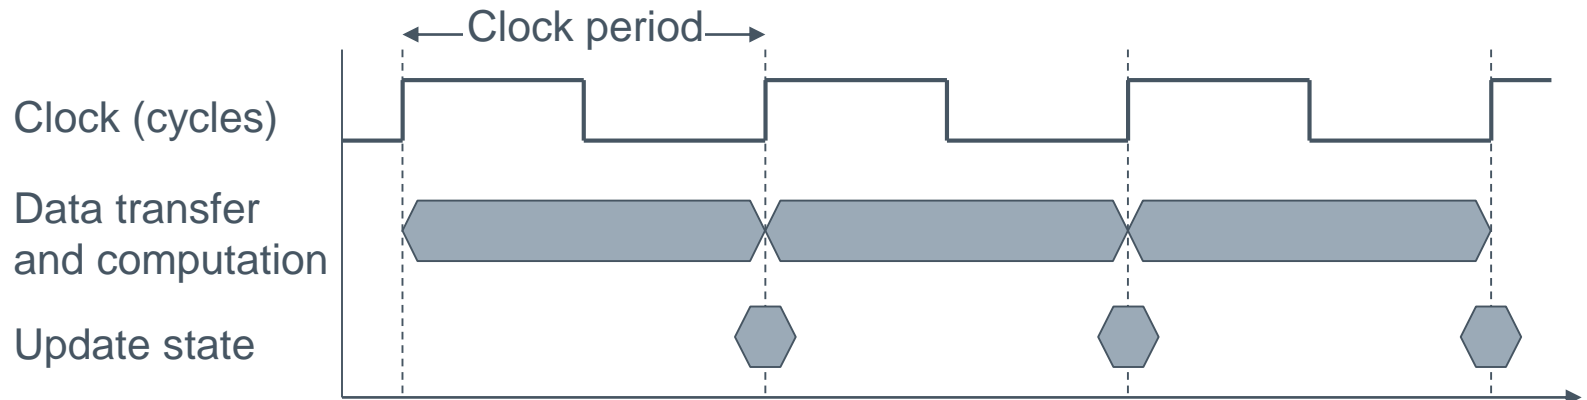 Clock period
Clock (cycles)
Data transfer
and computation
Update state